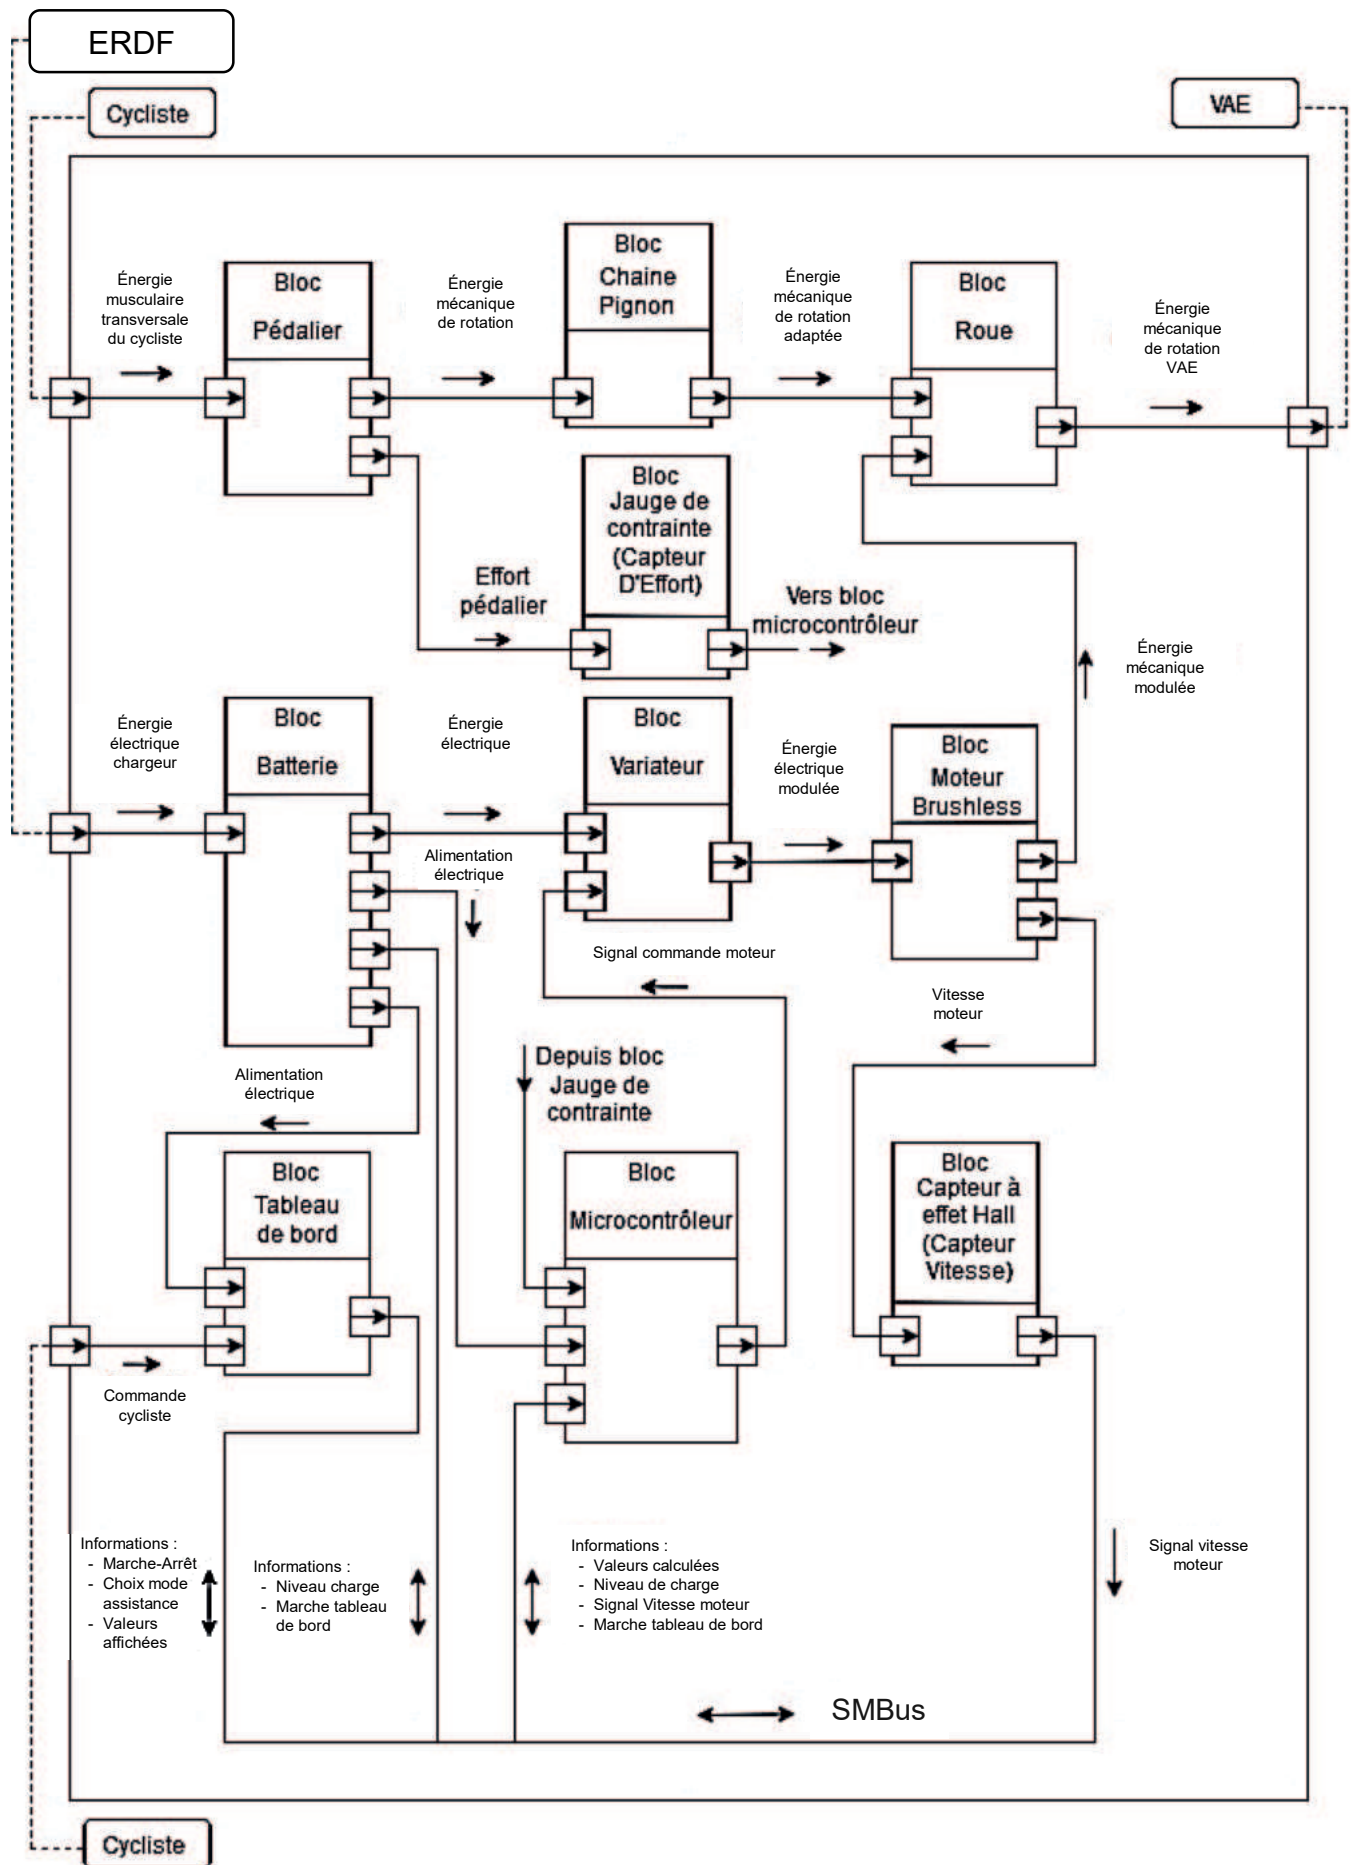 ERDF
Cycliste
VAE
Bloc
Pédalier
Bloc
Chaine
Pignon
Bloc
Roue
Énergie
musculaire
transversale
du cycliste
Énergie
mécanique
de rotation
Énergie
mécanique
de rotation
adaptée
Énergie
mécanique
de rotation
VAE
Bloc
Jauge de
contrainte
(Capteur
D'Effort)
Effort
pédalier
Vers bloc
microcontrôleur
Énergie
mécanique
modulée
Énergie
électrique
chargeur
Bloc
Batterie
Énergie
électrique
Bloc
Variateur
Énergie
électrique
modulée
Bloc
Moteur
Brushless
Alimentation
électrique
Signal commande moteur
Vitesse
moteur
Alimentation
électrique
Depuis bloc
Jauge de
contrainte
Bloc
Tableau
de bord
Bloc
Microcontrôleur
Bloc
Capteur à
effet Hall
(Capteur
Vitesse)
Commande
cycliste
Informations :
- Marche-Arrêt
- Choix mode
assistance
- Valeurs
affichées
Informations :
- Niveau charge
- Marche tableau
de bord
Informations :
- Valeurs calculées
- Niveau de charge
- Signal Vitesse moteur
- Marche tableau de bord
Signal vitesse
moteur
SMBus
Cycliste